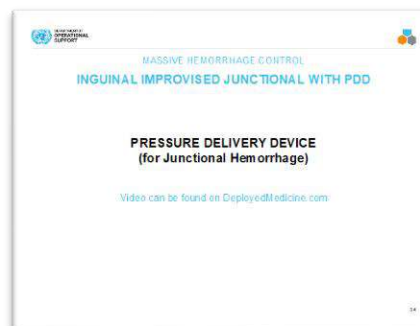 DEPARTMENT OF
OPERATIONAL
SUPPORT
MASSIVE HEMORRHAGE CONTROL
INGUINAL IMPROVISED JUNCTIONAL WITH PDD
PRESSURE DELIVERY DEVICE
(for Junctional Hemorrhage)
Video can be found on DeployedMedicine.com